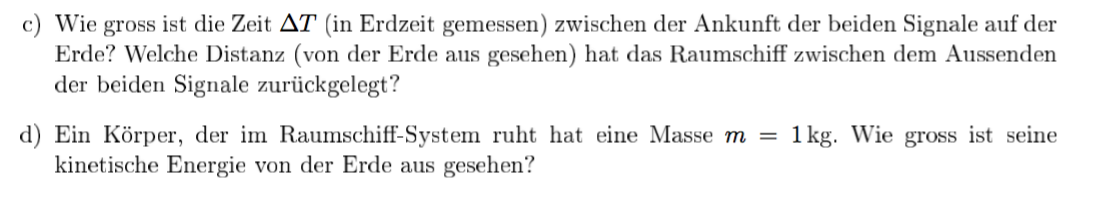 c) Wie gross ist die Zeit ΔT (in Erdzeit gemessen) zwischen der Ankunft der beiden Signale auf der
Erde? Welche Distanz (von der Erde aus gesehen) hat das Raumschiff zwischen dem Aussenden
der beiden Signale zurückgelegt?
d) Ein Körper, der im Raumschiff-System ruht hat eine Masse m = 1 kg. Wie gross ist seine
kinetische Energie von der Erde aus gesehen?